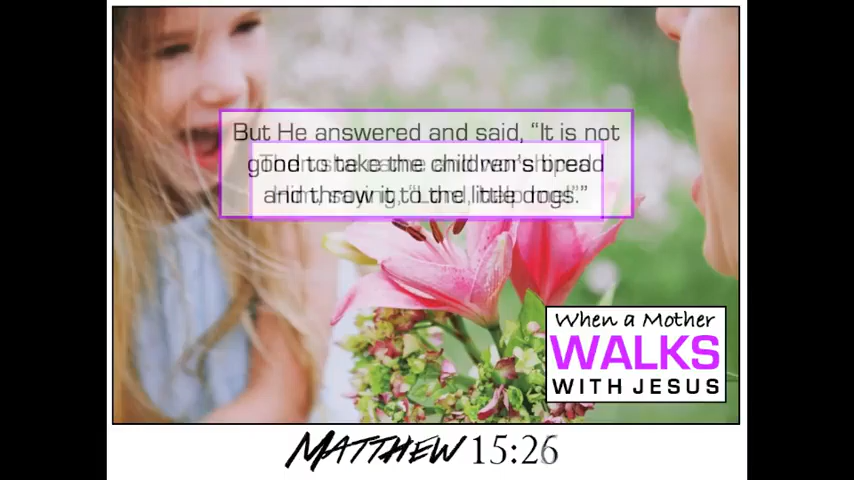 But He answered and said, “It is not
good to take the children's bread
and throw it to the little dogs.”
When a Mother
WALKS
WITH JESUS
MATTHEW 15:26